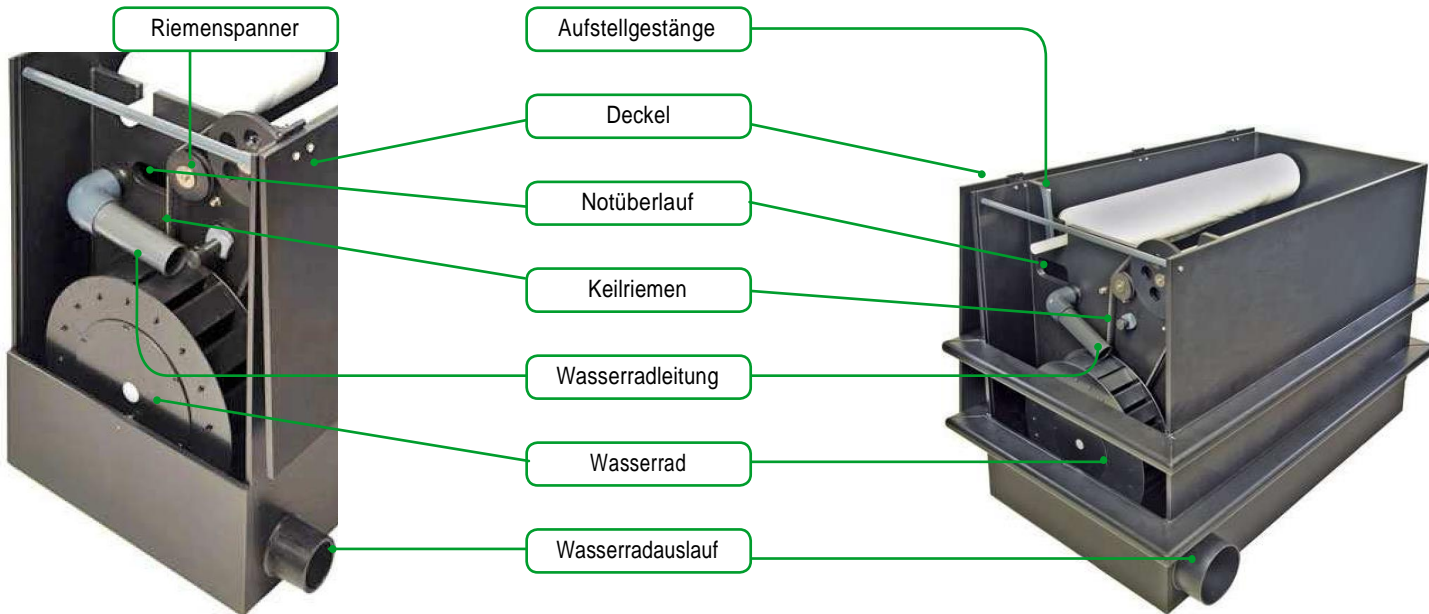 Riemenspanner
Aufstellgestänge
Deckel
Notüberlauf
Keilriemen
Wasserradleitung
Wasserrad
Wasserradauslauf